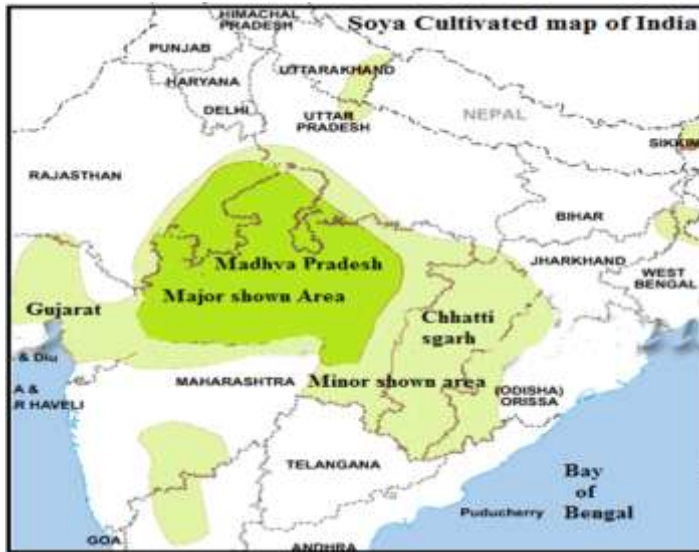 HIMACHAL
PRADESH
Soya Cultivated map of India
PUNJAB
UTTARAKHAND
HARYANA
DELHI
UTTAR
PRADESH
NEPAL
SIKKIM
RAJASTHAN
BIHAR
Madhva Pradesh
JHARKHAND
WEST
BENGAL
Major shown Area
Gujarat
Chhatti
sgarh
& Diu
MAHARASHTRA
Minor shown area
A &
R HAVELI
(ODISHA)
ORISSA
TELANGANA
Bay
of
Bengal
Puducherry
GOA
ANDHRA